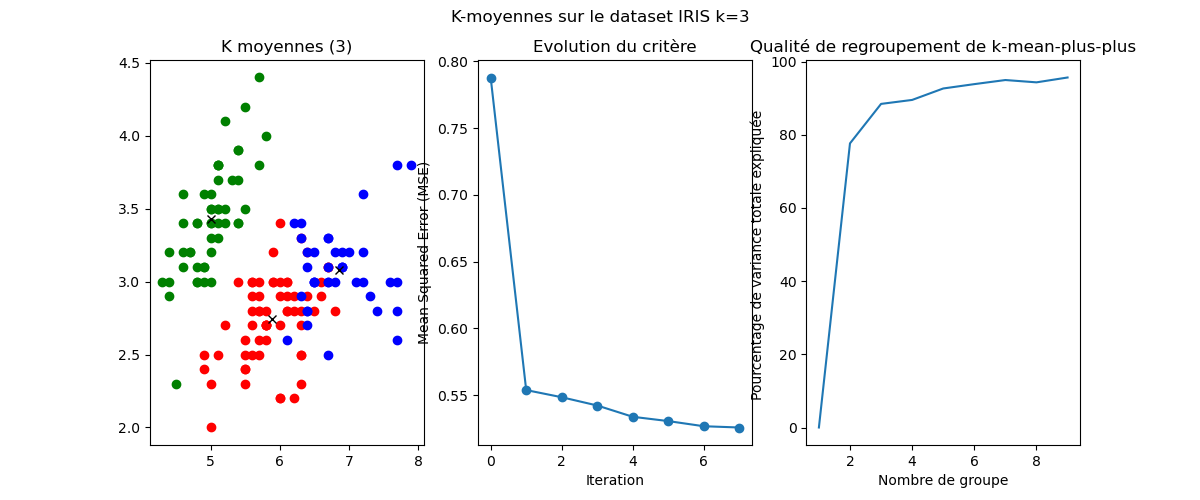 K-moyennes sur le dataset IRIS k=3
K moyennes (3)
4.5
4.0
3.5
3.0
2.5
2.0
5 6 7 8
Evolution du critère
Mean Squared Error (MSE)
0.80
0.75
0.70
0.65
0.60
0.55
0 2 4 6
Iteration
Qualité de regroupement de k-mean-plus-plus
Pourcentage de variance totale expliquée
100
80
60
40
20
0
2 4 6 8
Nombre de groupe